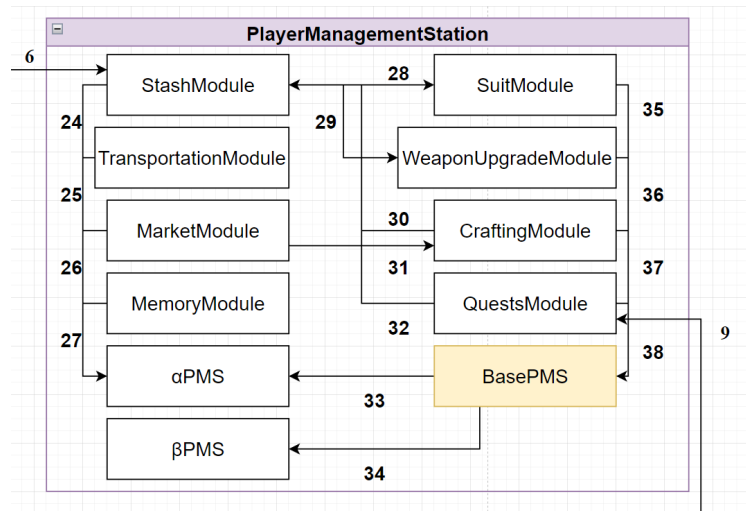 PlayerManagementStation
6
StashModule
28
SuitModule
24
29
35
TransportationModule
WeaponUpgradeModule
25
36
MarketModule
30
CraftingModule
26
31
37
MemoryModule
QuestsModule
27
32
9
38
αPMS
BasePMS
33
βPMS
34